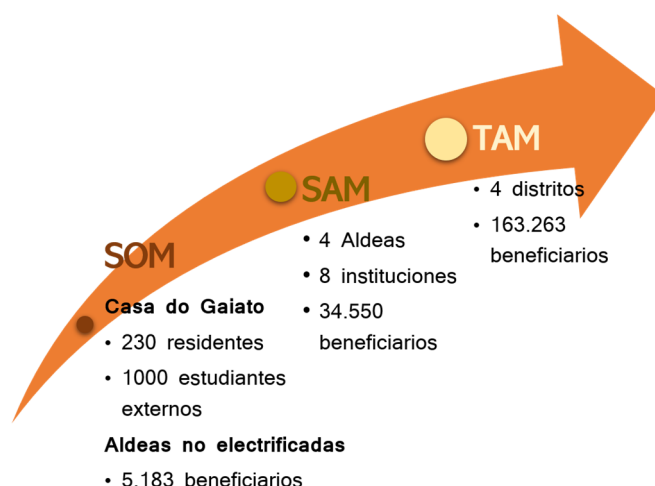 TAM
• 4 distritos
• 163.263
beneficiarios
SAM
• 4 Aldeas
• 8 instituciones
• 34.550
beneficiarios
SOM
Casa do Gaiato
• 230 residentes
• 1000 estudiantes
externos
Aldeas no electrificadas
• 5.183 beneficiarios